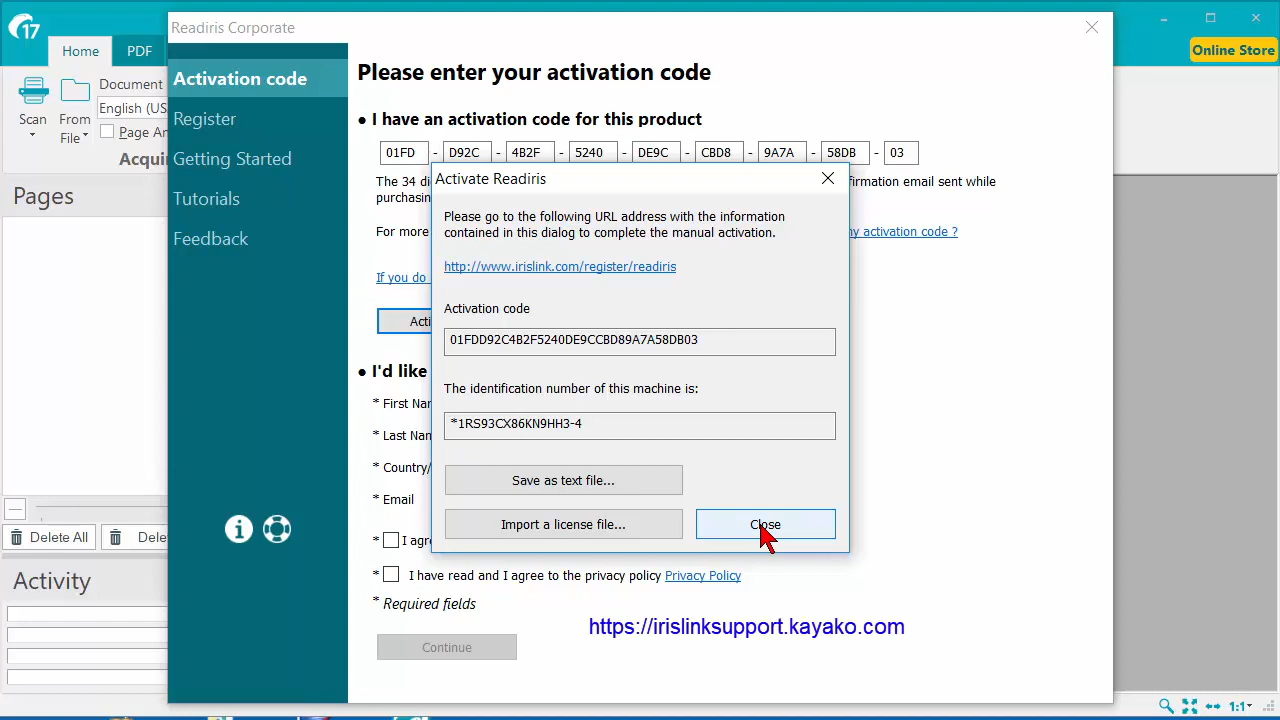 17
Readiris Corporate
Home
PDF
Online Store
Scan
From
File
Document
English (US
Page An
Acquir
Pages
Delete All
Dele
Activity
Activation code
Register
Getting Started
Tutorials
Feedback
Please enter your activation code
I have an activation code for this product
01FD - D92C - 4B2F - 5240 - DE9C - CBD8 - 9A7A - 58DB - 03
The 34 di
firmation email sent while
purchasing
For more
ny activation code ?
If you do
Acti
I'd like
* First Nam
* Last Nam
* Country/
* Email
* I agre
* I have read and I agree to the privacy policy Privacy Policy
* Required fields
Continue
Activate Readiris
Please go to the following URL address with the information
contained in this dialog to complete the manual activation.
http://www.irislink.com/register/readiris
Activation code
01FDD92C4B2F5240DE9CCBD89A7A58DB03
The identification number of this machine is:
*1RS93CX86KN9HH3-4
Save as text file...
Import a license file...
Close
https://irislinksupport.kayako.com
1:1